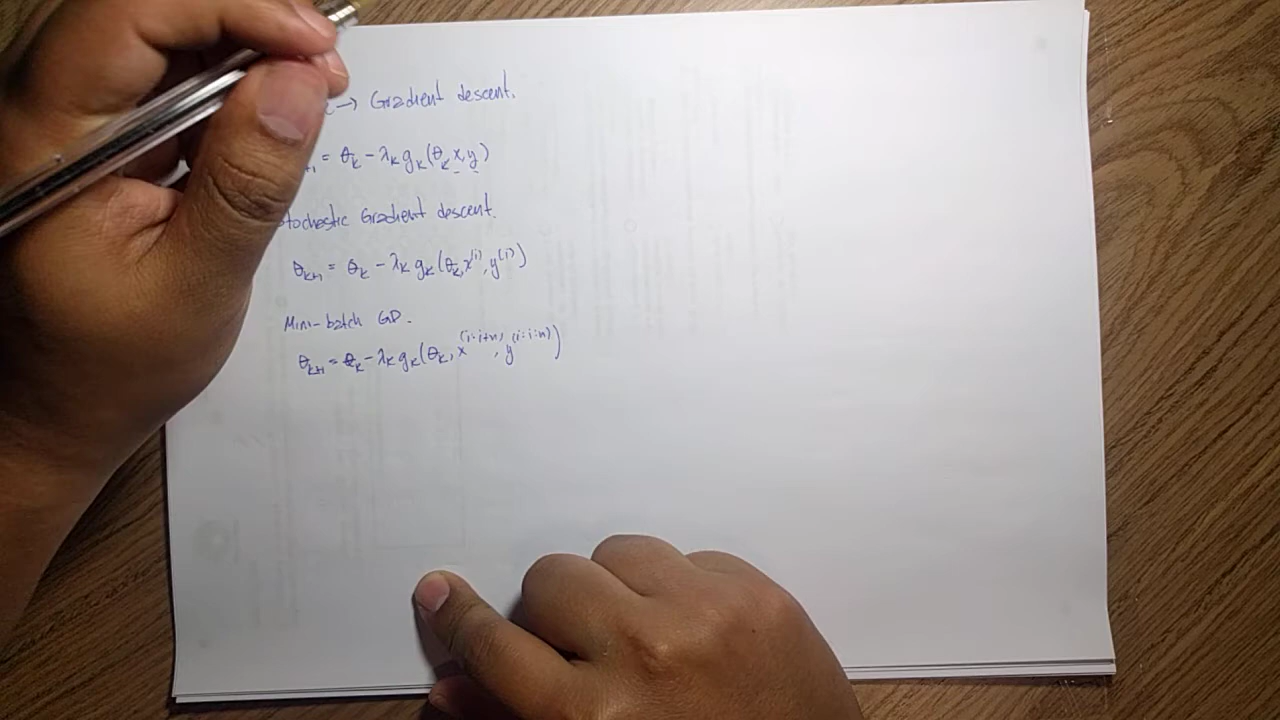 → Gradient descent.
= θₖ - λₖ gₖ(θₖ x, y)
Stochastic Gradient descent.
θₖ₊₁ = θₖ - λₖ gₖ(θₖ, x⁽ⁱ⁾, y⁽ⁱ⁾)
Mini-batch GD.
θₖ₊₁ = θₖ - λₖ gₖ(θₖ, x^(i:i+n), y^(i:i:n))